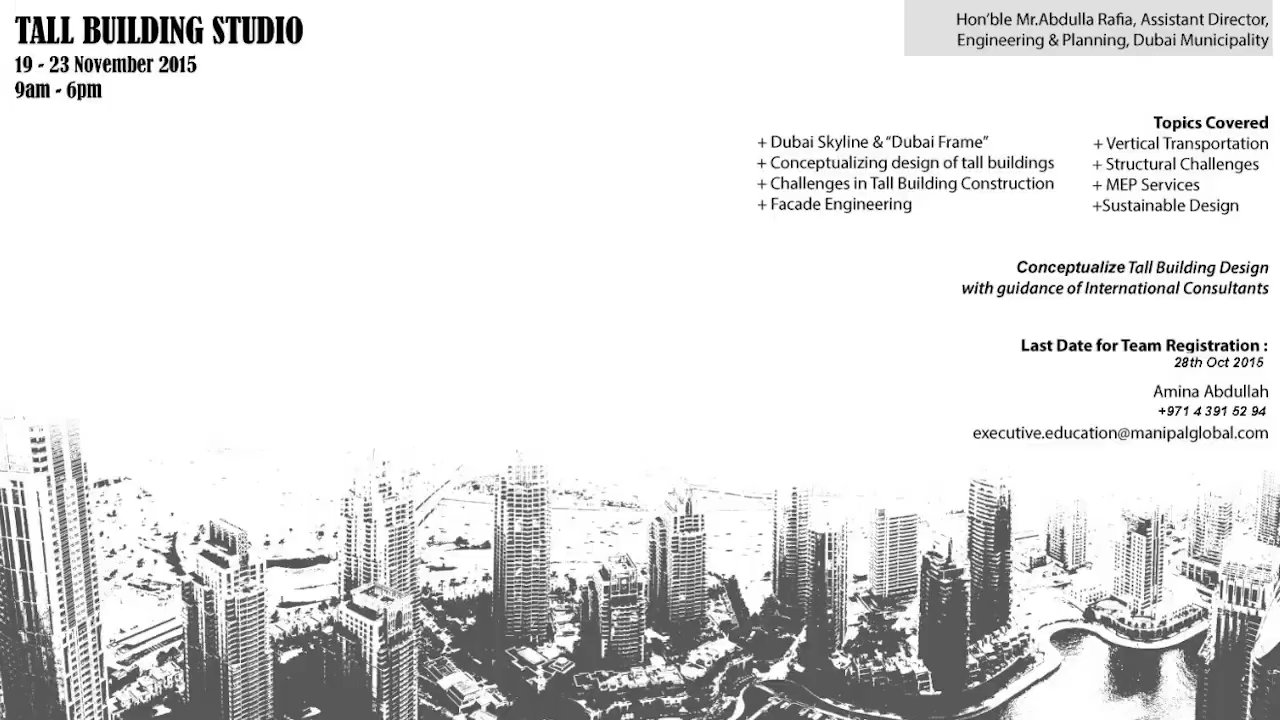 TALL BUILDING STUDIO
19 - 23 November 2015
9am - 6pm
Hon'ble Mr.Abdulla Rafia, Assistant Director,
Engineering & Planning, Dubai Municipality
Topics Covered
+ Dubai Skyline & “Dubai Frame”
+ Conceptualizing design of tall buildings
+ Challenges in Tall Building Construction
+ Facade Engineering
+ Vertical Transportation
+ Structural Challenges
+ MEP Services
+Sustainable Design
Conceptualize Tall Building Design
with guidance of International Consultants
Last Date for Team Registration :
28th Oct 2015
Amina Abdullah
+971 4 391 52 94
executive.education@manipalglobal.com